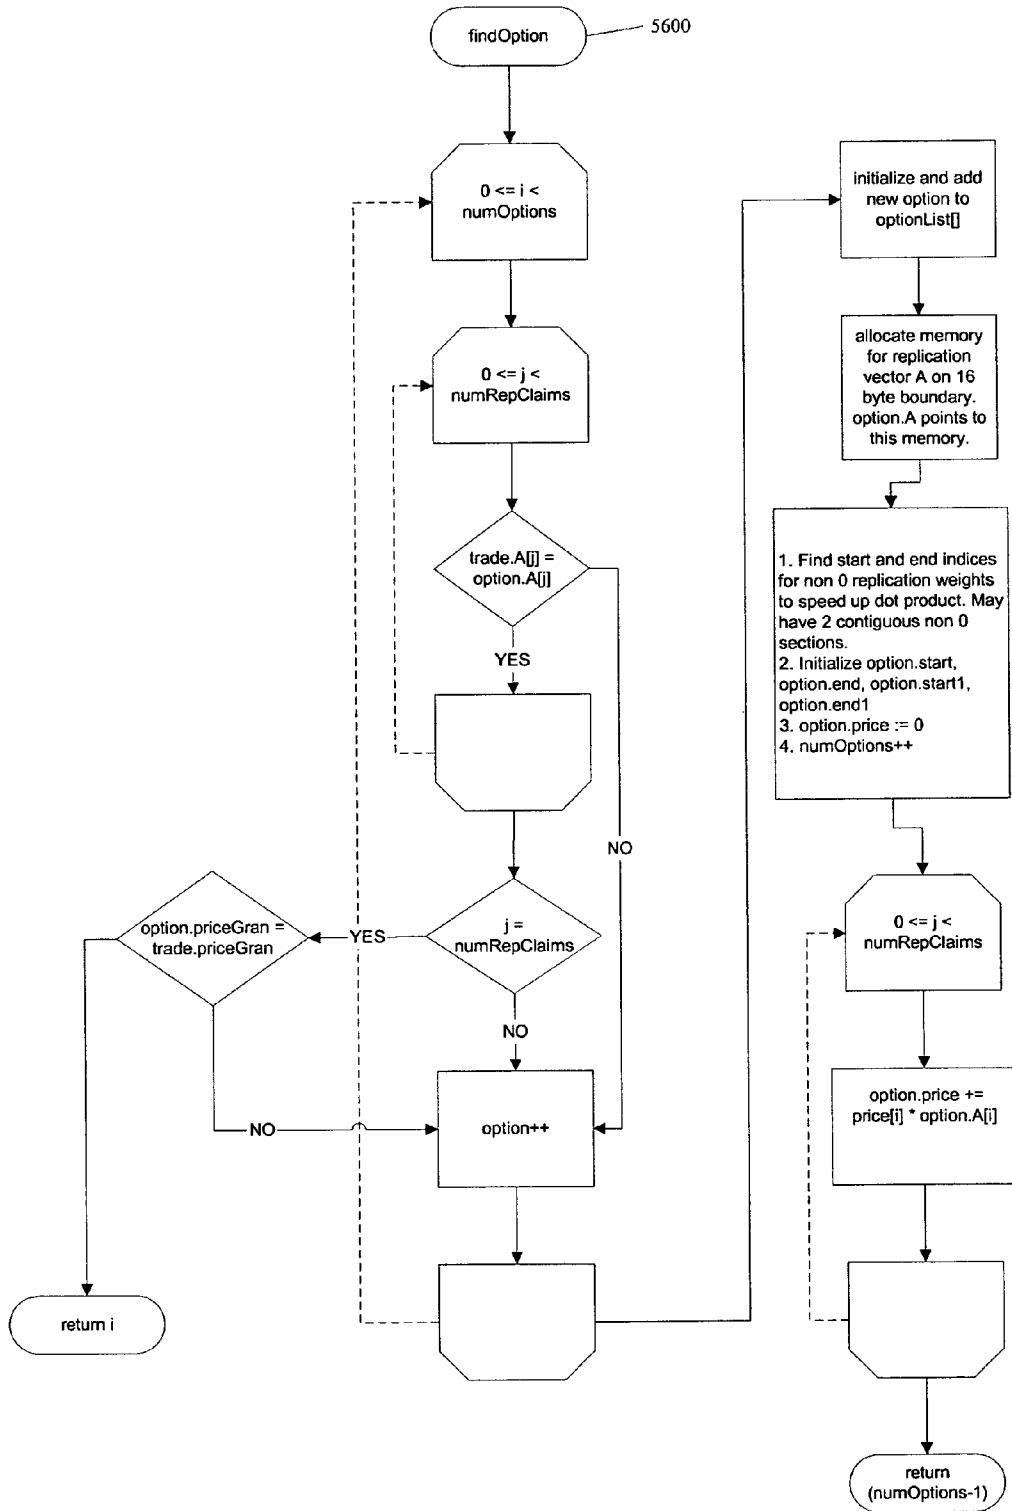 findOption
5600
0 <= i <
numOptions
0 <= j <
numRepClaims
trade.A[j] =
option.A[j]
YES
NO
j =
numRepClaims
YES
option.priceGran =
trade.priceGran
NO
NO
option++
return i
initialize and add
new option to
optionList[]
allocate memory
for replication
vector A on 16
byte boundary.
option.A points to
this memory.
1. Find start and end indices
for non 0 replication weights
to speed up dot product. May
have 2 contiguous non 0
sections.
2. Initialize option.start,
option.end, option.start1,
option.end1
3. option.price := 0
4. numOptions++
0 <= j <
numRepClaims
option.price +=
price[i] * option.A[i]
return
(numOptions-1)